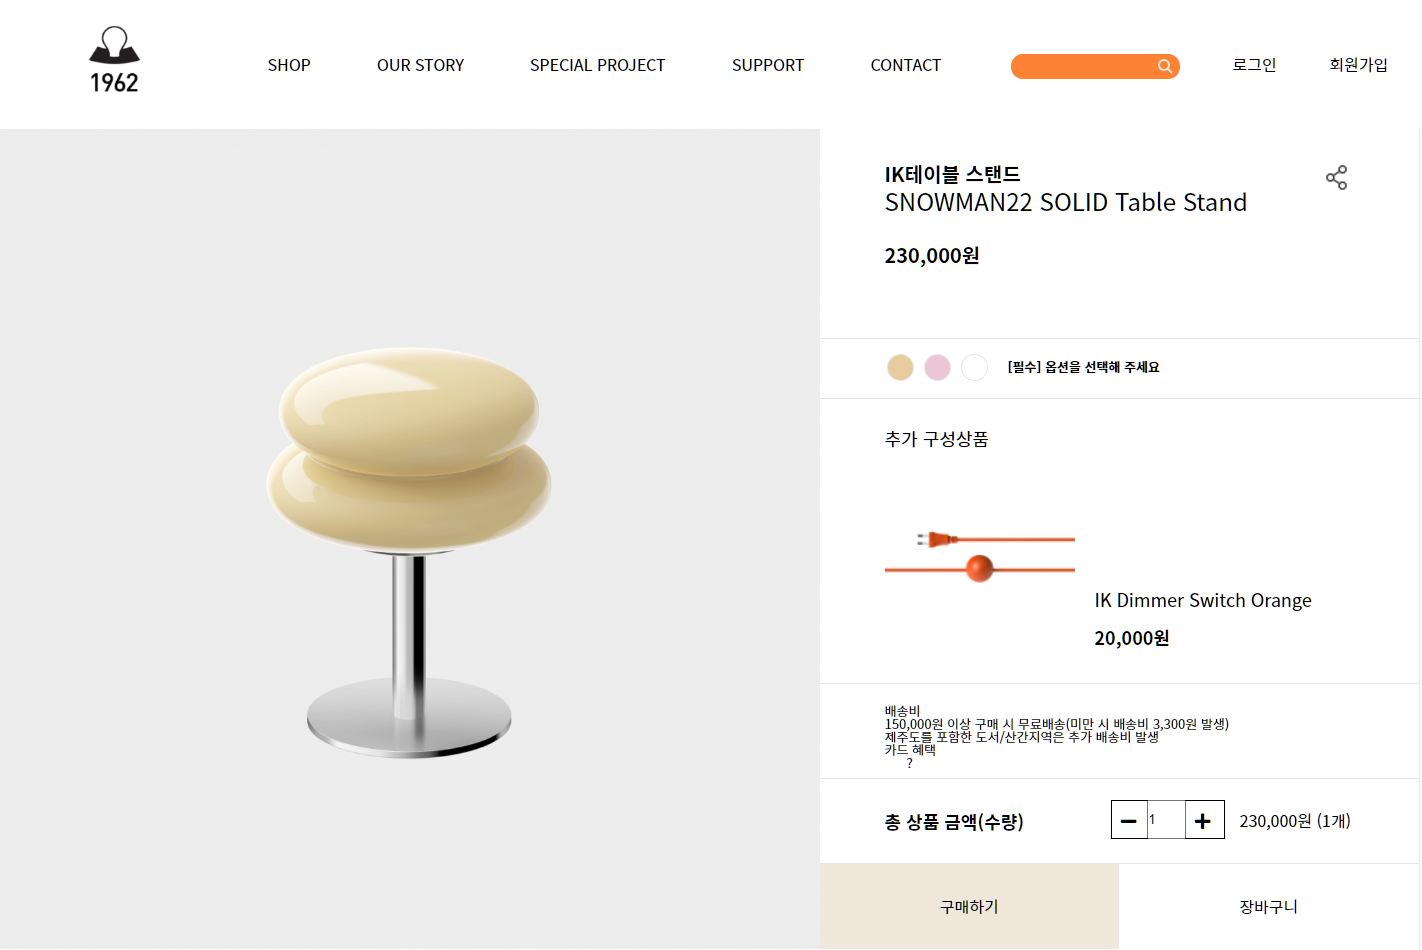 1962
SHOP
OUR STORY
SPECIAL PROJECT
SUPPORT
CONTACT
로그인
회원가입
IK테이블 스탠드
SNOWMAN22 SOLID Table Stand
230,000원
[필수] 옵션을 선택해 주세요
추가 구성상품
IK Dimmer Switch Orange
20,000원
배송비
150,000원 이상 구매 시 무료배송(미만 시 배송비 3,300원 발생)
제주도를 포함한 도서/산간지역은 추가 배송비 발생
카드 혜택
?
총 상품 금액(수량)
1
230,000원 (1개)
구매하기
장바구니